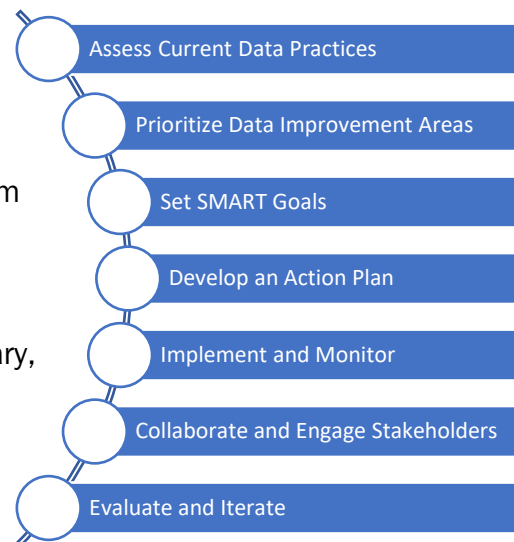 Assess Current Data Practices
Prioritize Data Improvement Areas
m
Set SMART Goals
Develop an Action Plan
ry,
Implement and Monitor
Collaborate and Engage Stakeholders
Evaluate and Iterate